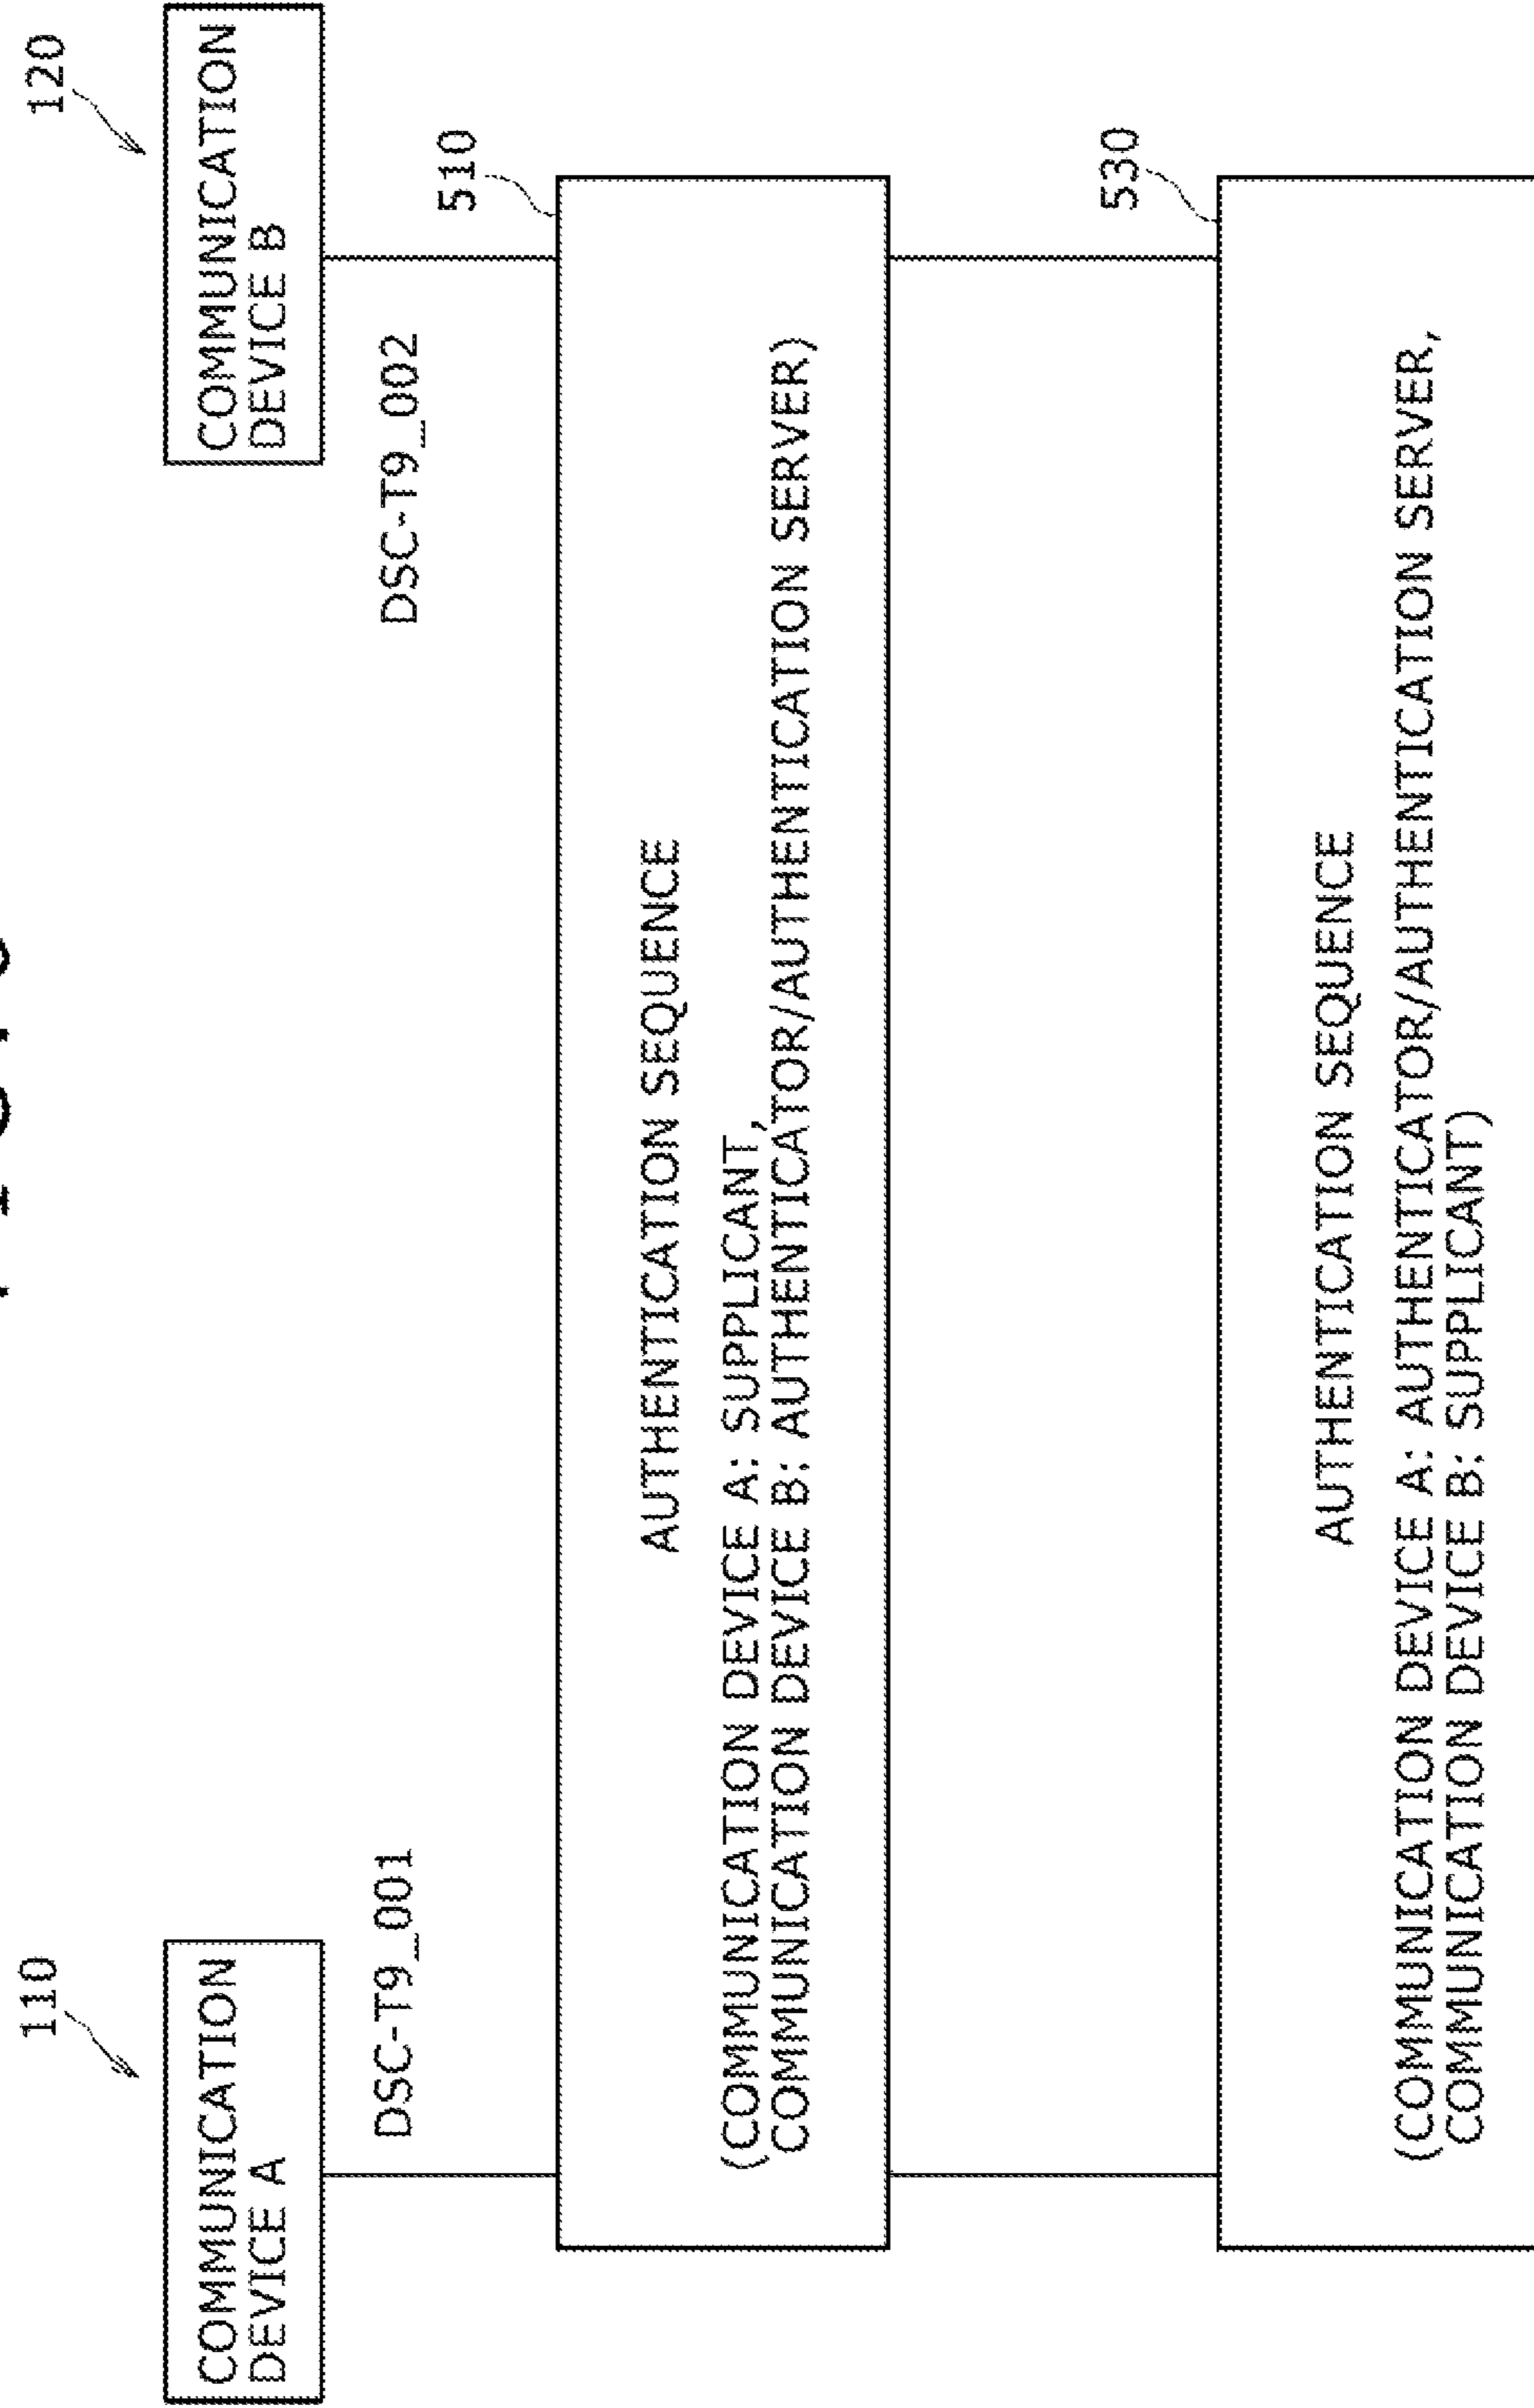 110
120
COMMUNICATION
DEVICE A
COMMUNICATION
DEVICE B
DSC-T9_001
DSC-T9_002
510
AUTHENTICATION SEQUENCE
(COMMUNICATION DEVICE A: SUPPLICANT,
COMMUNICATION DEVICE B: AUTHENTICATOR/AUTHENTICATION SERVER)
530
AUTHENTICATION SEQUENCE
(COMMUNICATION DEVICE A: AUTHENTICATOR/AUTHENTICATION SERVER,
COMMUNICATION DEVICE B: SUPPLICANT)